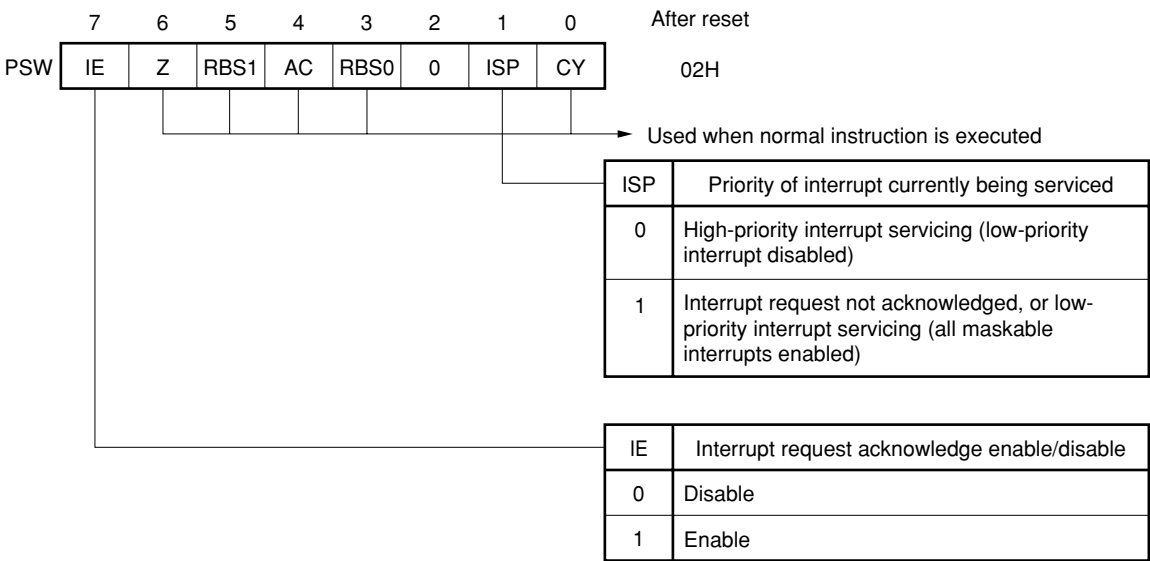 7 6 5 4 3 2 1 0 After reset
PSW IE Z RBS1 AC RBS0 0 ISP CY 02H
Used when normal instruction is executed
ISP Priority of interrupt currently being serviced
0 High-priority interrupt servicing (low-priority
interrupt disabled)
1 Interrupt request not acknowledged, or low-
priority interrupt servicing (all maskable
interrupts enabled)
IE Interrupt request acknowledge enable/disable
0 Disable
1 Enable